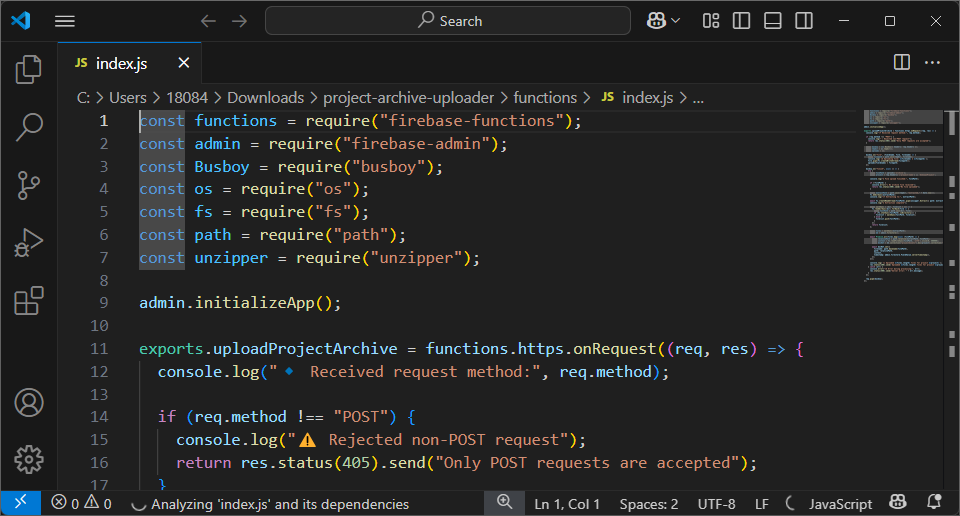 Search
JS index.js
C: > Users > 18084 > Downloads > project-archive-uploader > functions > JS index.js > ...
1 const functions = require("firebase-functions");
2 const admin = require("firebase-admin");
3 const Busboy = require("busboy");
4 const os = require("os");
5 const fs = require("fs");
6 const path = require("path");
7 const unzipper = require("unzipper");
8
9 admin.initializeApp();
10
11 exports.uploadProjectArchive = functions.https.onRequest((req, res) => {
12 console.log("🔹 Received request method:", req.method);
13
14 if (req.method !== "POST") {
15 console.log("⚠️ Rejected non-POST request");
16 return res.status(405).send("Only POST requests are accepted");
}
0 0 Analyzing 'index.js' and its dependencies Ln 1, Col 1 Spaces: 2 UTF-8 LF JavaScript